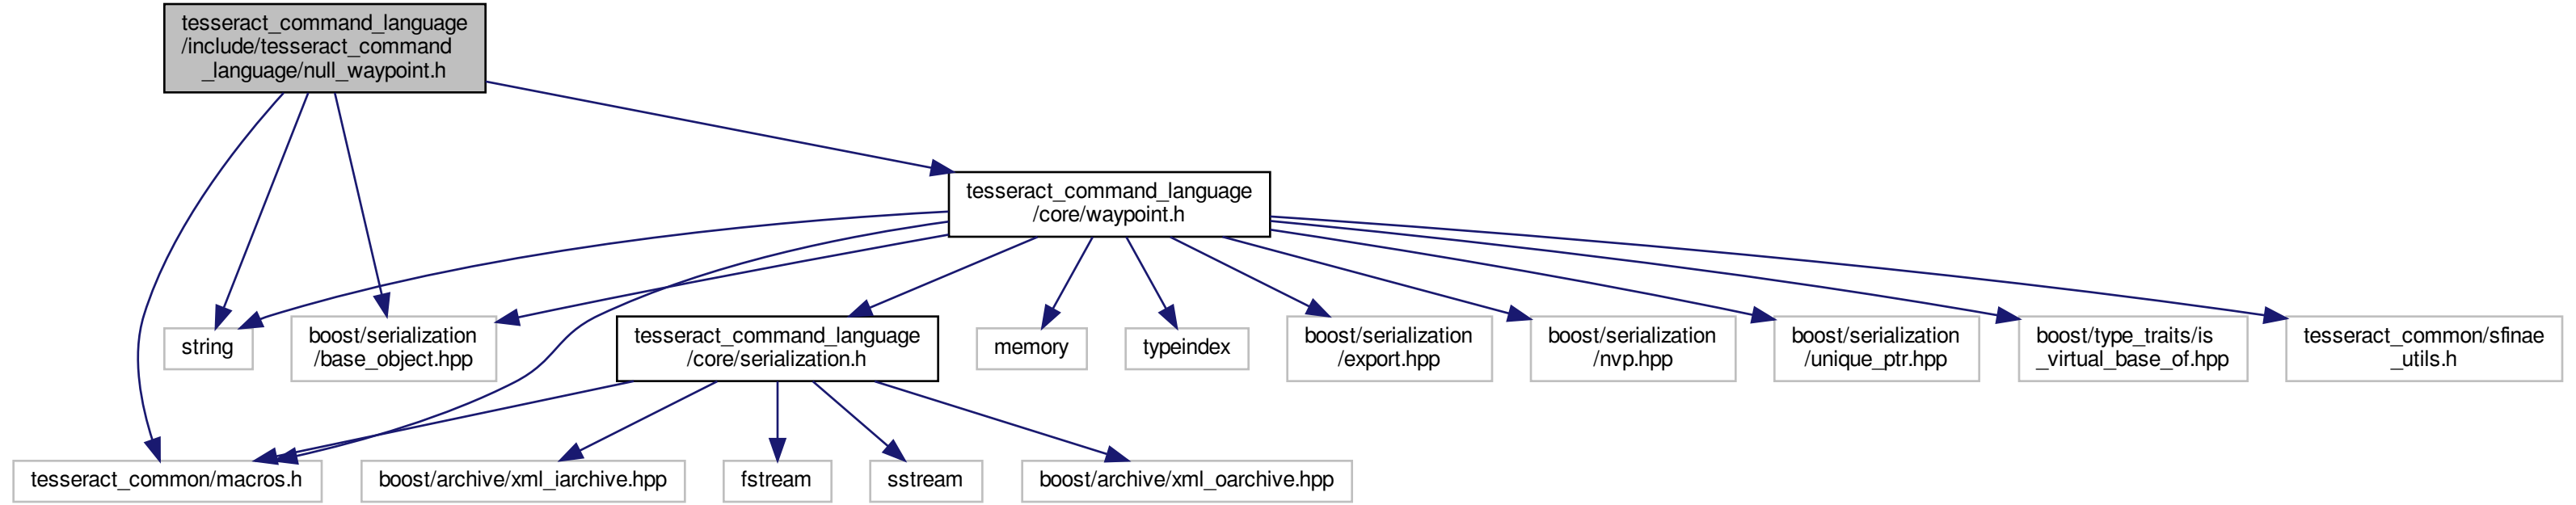 tesseract_command_language
/include/tesseract_command
_language/null_waypoint.h
tesseract_command_language
/core/waypoint.h
string
boost/serialization
/base_object.hpp
tesseract_command_language
/core/serialization.h
memory
typeindex
boost/serialization
/export.hpp
boost/serialization
/nvp.hpp
boost/serialization
/unique_ptr.hpp
boost/type_traits/is
_virtual_base_of.hpp
tesseract_common/sfinae
_utils.h
tesseract_common/macros.h
boost/archive/xml_iarchive.hpp
fstream
sstream
boost/archive/xml_oarchive.hpp